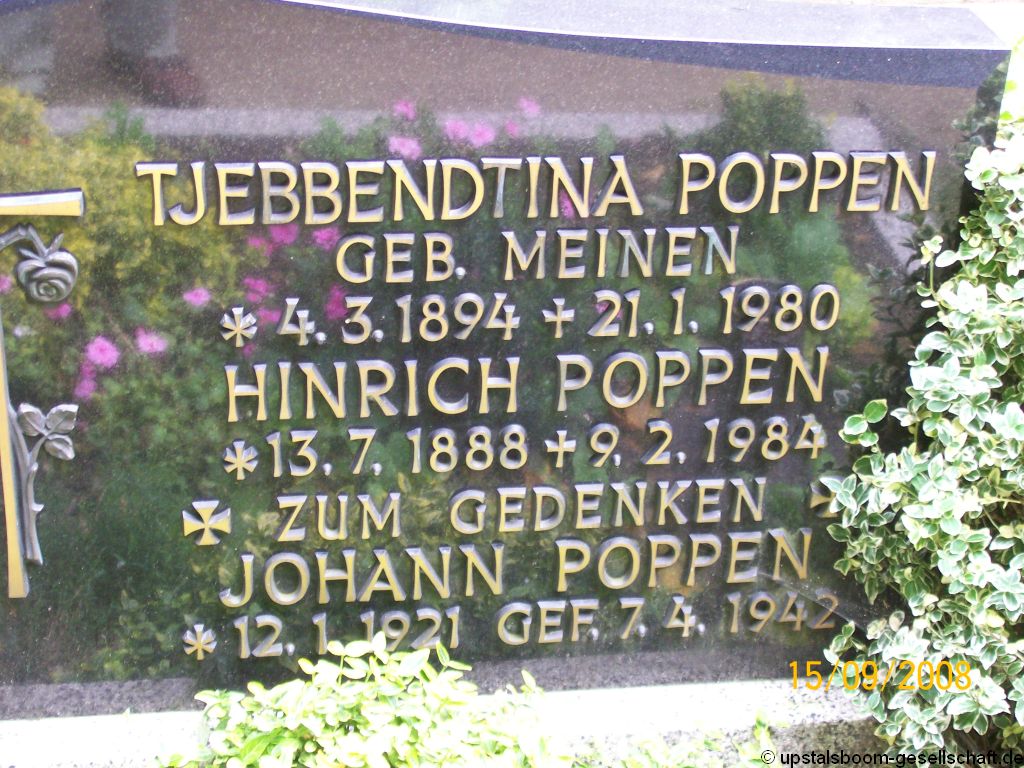 TJEBBENDTINA POPPEN
GEB. MEINEN
* 4. 3. 1894 + 21. 1. 1980
HINRICH POPPEN
* 13. 7. 1888 + 9. 2. 1984
ZUM GEDENKEN
JOHANN POPPEN
* 12. 1. 1921 GEF. 7. 4. 1942
15/09/2008
© upstalsboom-gesellschaft.de